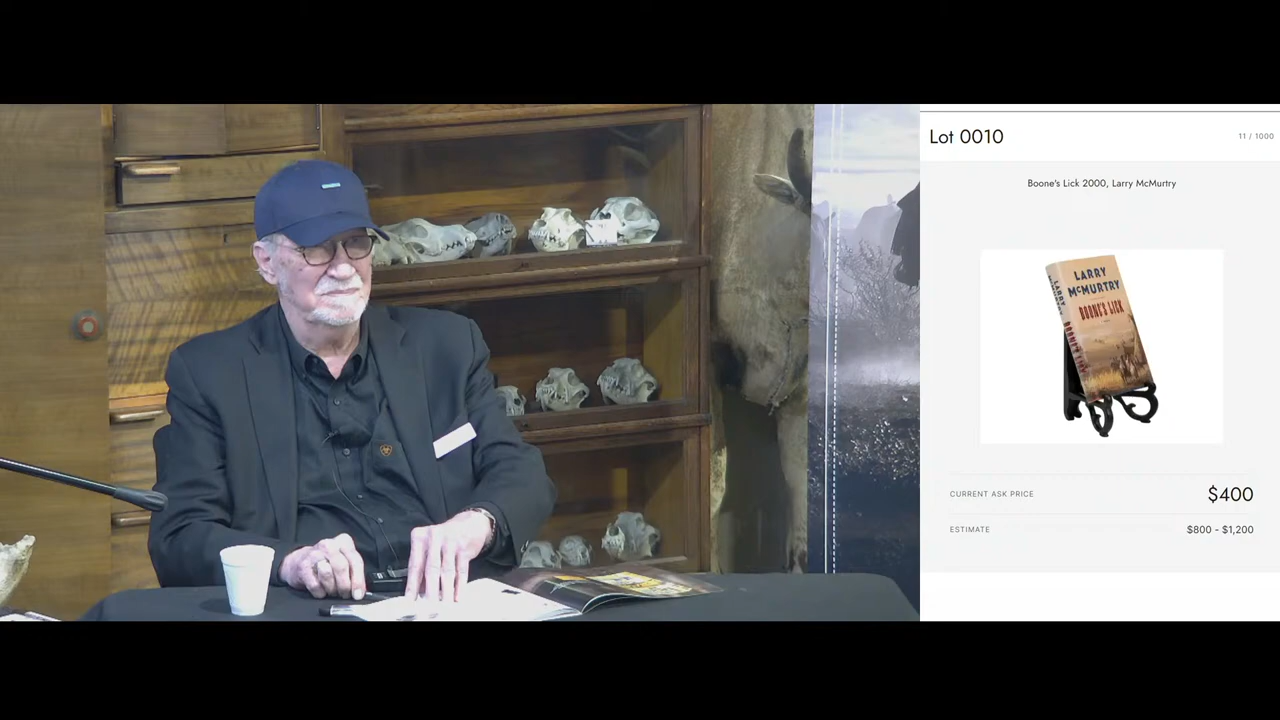 Lot 0010
11 / 1000
Boone's Lick 2000, Larry McMurtry
LARRY
McMURTRY
BOONE'S LICK
CURRENT ASK PRICE
$400
ESTIMATE
$800 - $1,200